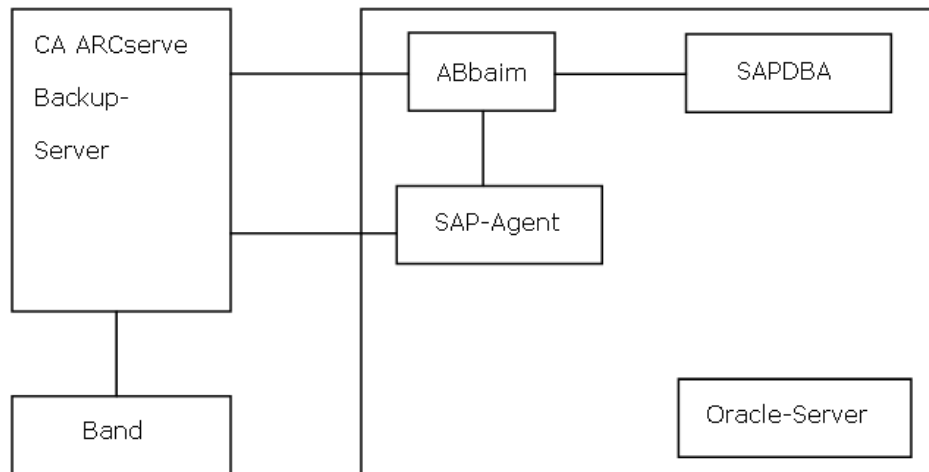 CA ARCserve
Backup-
Server
ABbaim
SAPDBA
SAP-Agent
Band
Oracle-Server